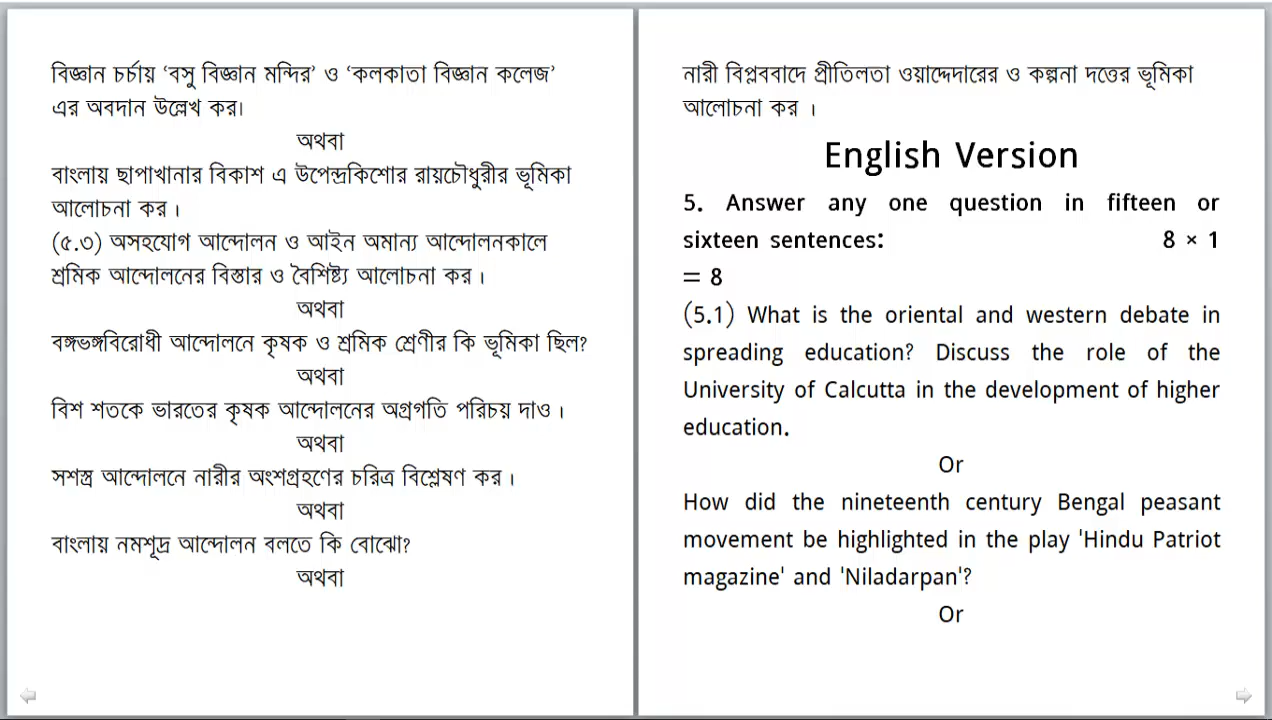 বিজ্ঞান চর্চায় ‘বসু বিজ্ঞান মন্দির’ ও ‘কলকাতা বিজ্ঞান কলেজ’
এর অবদান উল্লেখ কর।
অথবা
বাংলায় ছাপাখানার বিকাশ এ উপেন্দ্রকিশোর রায়চৌধুরীর ভূমিকা
আলোচনা কর ।
(৫.৩) অসহযোগ আন্দোলন ও আইন অমান্য আন্দোলনকালে
শ্রমিক আন্দোলনের বিস্তার ও বৈশিষ্ট্য আলোচনা কর ।
অথবা
বঙ্গভঙ্গবিরোধী আন্দোলনে কৃষক ও শ্রমিক শ্রেণীর কি ভূমিকা ছিল?
অথবা
বিশ শতকে ভারতের কৃষক আন্দোলনের অগ্রগতি পরিচয় দাও ।
অথবা
সশস্ত্র আন্দোলনে নারীর অংশগ্রহণের চরিত্র বিশ্লেষণ কর ।
অথবা
বাংলায় নমশূদ্র আন্দোলন বলতে কি বোঝো?
অথবা
নারী বিপ্লববাদে প্রীতিলতা ওয়াদ্দেদারের ও কল্পনা দত্তের ভূমিকা
আলোচনা কর ।
English Version
5. Answer any one question in fifteen or
sixteen sentences: 8 × 1
= 8
(5.1) What is the oriental and western debate in
spreading education? Discuss the role of the
University of Calcutta in the development of higher
education.
Or
How did the nineteenth century Bengal peasant
movement be highlighted in the play 'Hindu Patriot
magazine' and 'Niladarpan'?
Or